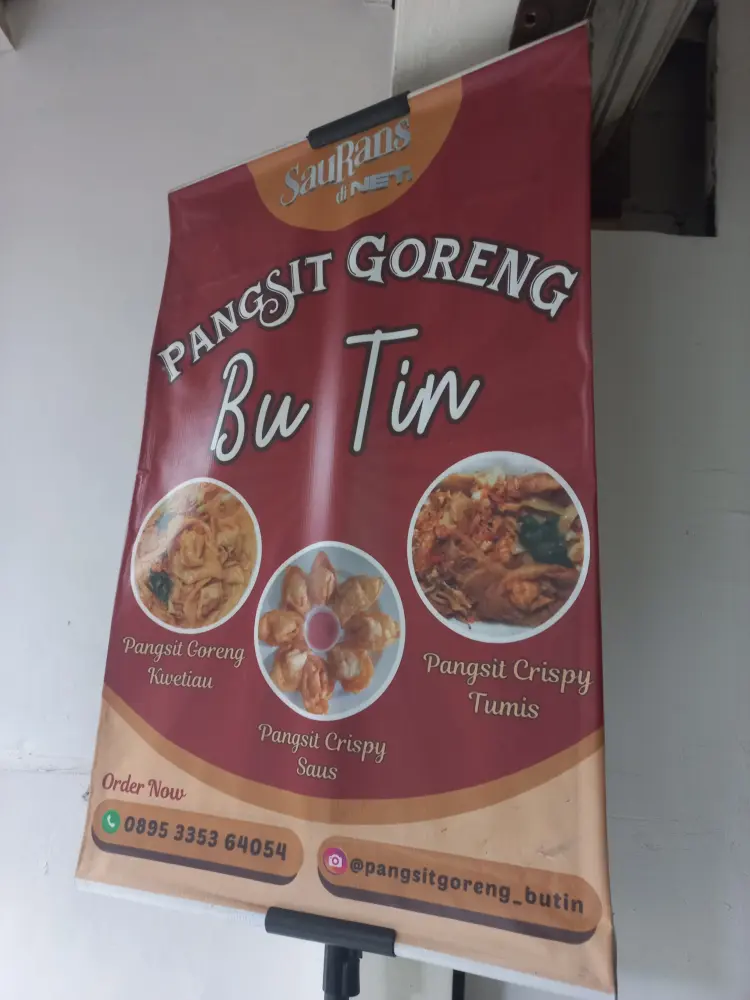 SauRans
di NET.
PANGSIT GORENG
Bu Tin
Pangsit Goreng
Kwetiau
Pangsit Crispy
Saus
Pangsit Crispy
Tumis
Order Now
0895 3353 64054
@pangsitgoreng_butin